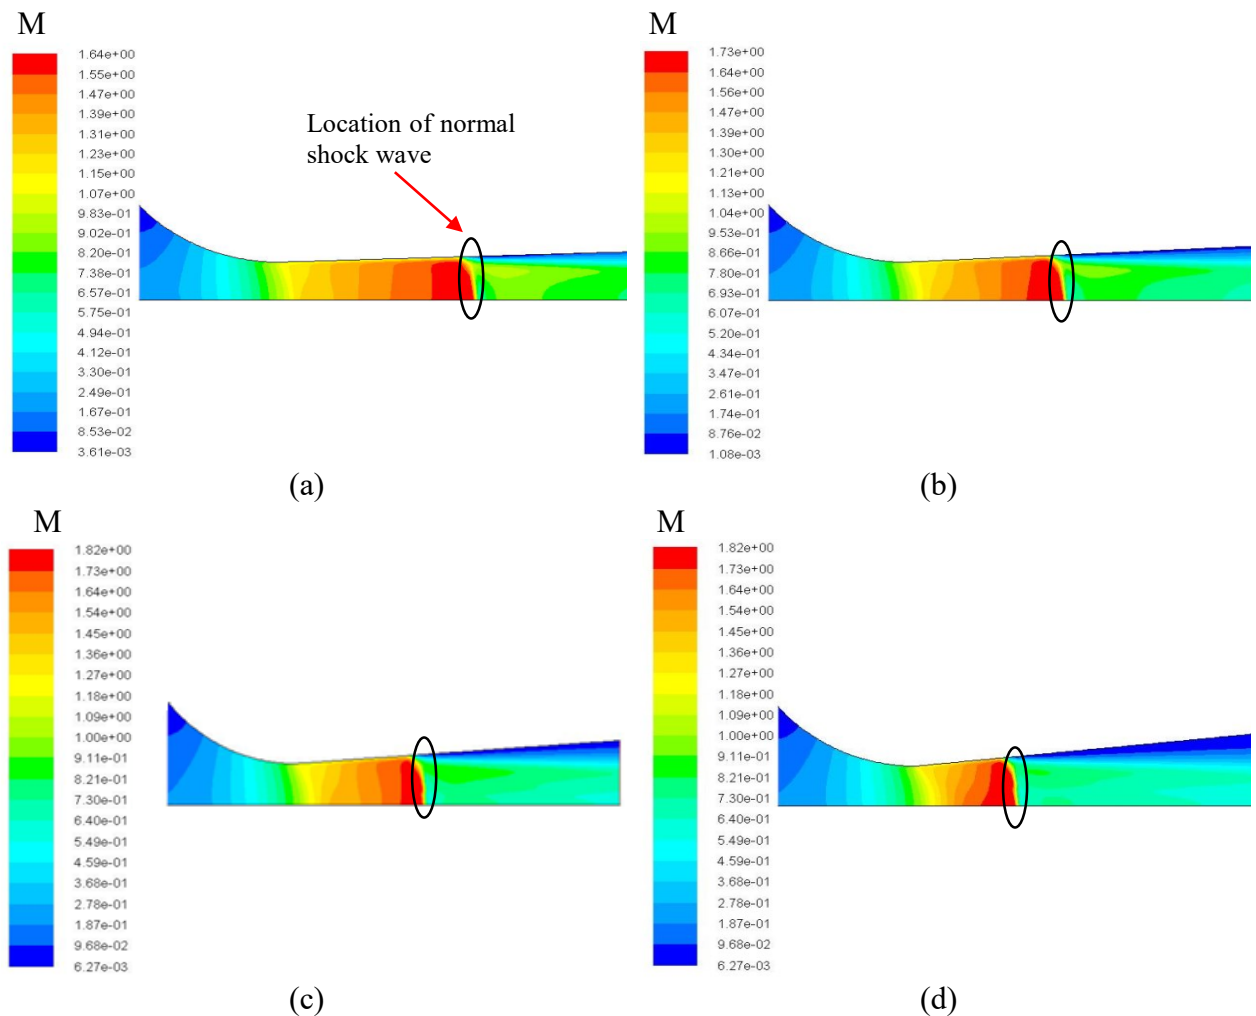 M
1.64e+00
1.55e+00
1.47e+00
1.39e+00
1.31e+00
1.23e+00
1.15e+00
1.07e+00
9.83e-01
9.02e-01
8.20e-01
7.38e-01
6.57e-01
5.75e-01
4.94e-01
4.12e-01
3.30e-01
2.49e-01
1.67e-01
8.53e-02
3.61e-03
Location of normal
shock wave
(a)
M
1.73e+00
1.64e+00
1.56e+00
1.47e+00
1.39e+00
1.30e+00
1.21e+00
1.13e+00
1.04e+00
9.53e-01
8.66e-01
7.80e-01
6.93e-01
6.07e-01
5.20e-01
4.34e-01
3.47e-01
2.61e-01
1.74e-01
8.76e-02
1.08e-03
(b)
M
1.82e+00
1.73e+00
1.64e+00
1.54e+00
1.45e+00
1.36e+00
1.27e+00
1.18e+00
1.09e+00
1.00e+00
9.11e-01
8.21e-01
7.30e-01
6.40e-01
5.49e-01
4.59e-01
3.68e-01
2.78e-01
1.87e-01
9.68e-02
6.27e-03
(c)
M
1.82e+00
1.73e+00
1.64e+00
1.54e+00
1.45e+00
1.36e+00
1.27e+00
1.18e+00
1.09e+00
1.00e+00
9.11e-01
8.21e-01
7.30e-01
6.40e-01
5.49e-01
4.59e-01
3.68e-01
2.78e-01
1.87e-01
9.68e-02
6.27e-03
(d)